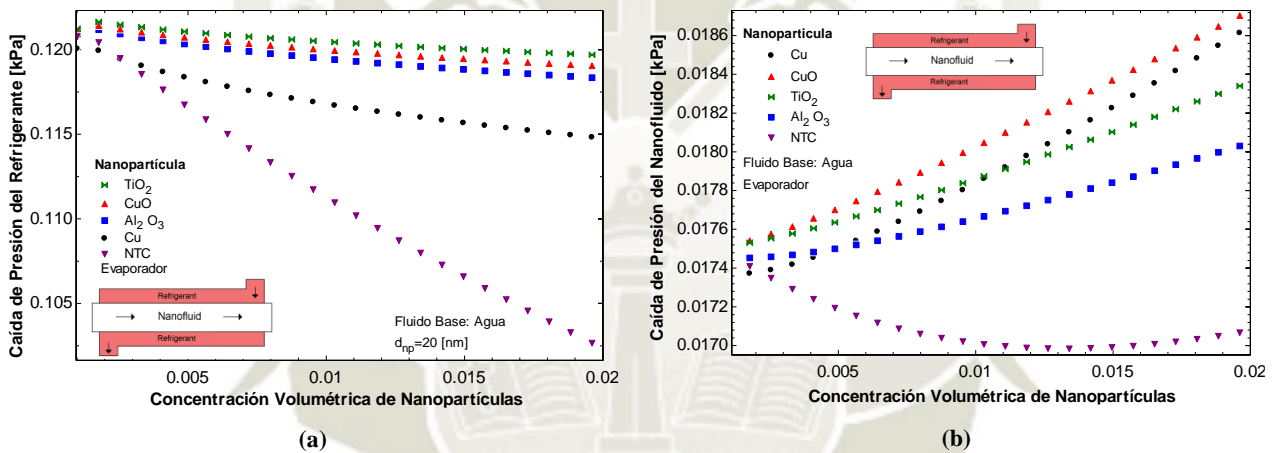 Caída de Presión del Refrigerante [kPa]
0.120
0.115
0.110
0.105
Nanopartícula
TiO2
CuO
Al2 O3
Cu
NTC
Evaporador
Refrigerant
Nanofluid
Refrigerant
Fluido Base: Agua
dnp=20 [nm]
0.005
0.01
0.015
0.02
Concentración Volumétrica de Nanopartículas
(a)
Caída de Presión del Nanofluido [kPa]
0.0186
0.0184
0.0182
0.0180
0.0178
0.0176
0.0174
0.0172
0.0170
Nanopartícula
Cu
CuO
TiO2
Al2 O3
NTC
Refrigerant
Nanofluid
Refrigerant
Fluido Base: Agua
Evaporador
0.005
0.01
0.015
0.02
Concentración Volumétrica de Nanopartículas
(b)